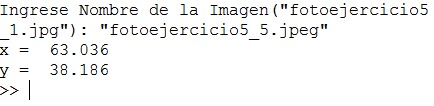 Ingrese Nombre de la Imagen("fotoejercicio5
_1.jpg"): "fotoejercicio5_5.jpeg"
x =  63.036
y =  38.186
>>